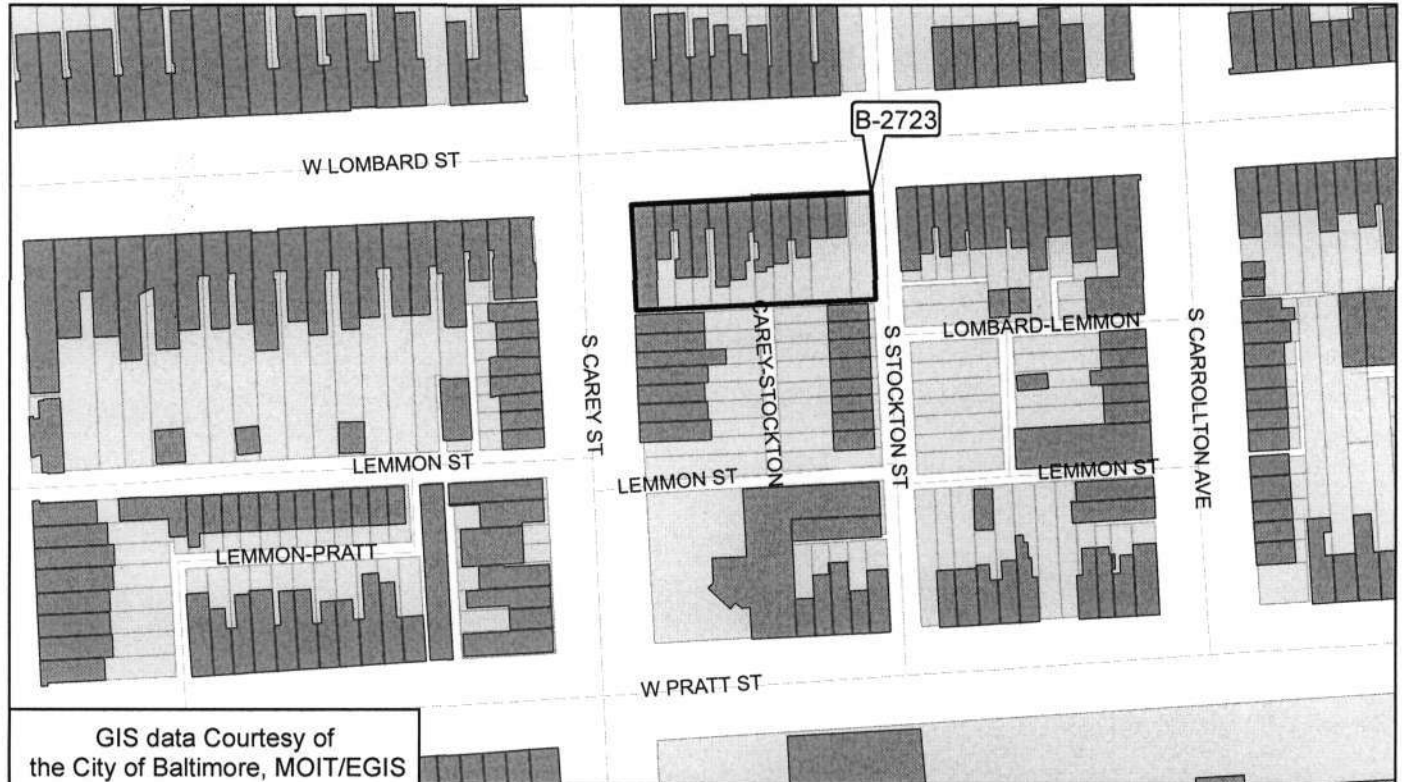 B-2723
W LOMBARD ST
S CAREY ST
CAREY-STOCKTON
S STOCKTON ST
LOMBARD-LEMMON
S CARROLLTON AVE
LEMMON ST
LEMMON ST
LEMMON ST
LEMMON-PRATT
W PRATT ST
GIS data Courtesy of
the City of Baltimore, MOIT/EGIS